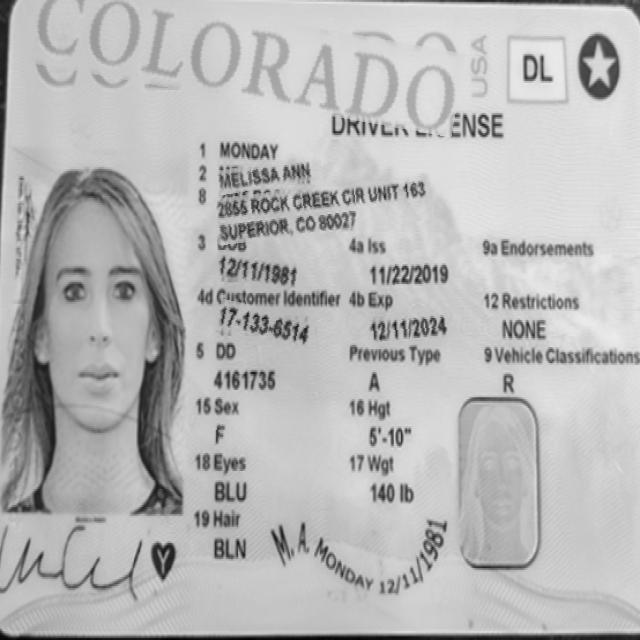 COLORADO
USA
DL
DRIVER LICENSE
1 MONDAY
2 MELISSA ANN
8 2855 ROCK CREEK CIR UNIT 163
SUPERIOR, CO 80027
3 DOB 4a Iss 9a Endorsements
12/11/1981 11/22/2019
4d Customer Identifier 4b Exp 12 Restrictions
17-133-6514 12/11/2024 NONE
5 DD Previous Type 9 Vehicle Classifications
4161735 A R
15 Sex 16 Hgt
F 5'-10"
18 Eyes 17 Wgt
BLU 140 lb
19 Hair
BLN
M. A. MONDAY 12/11/1981
Y